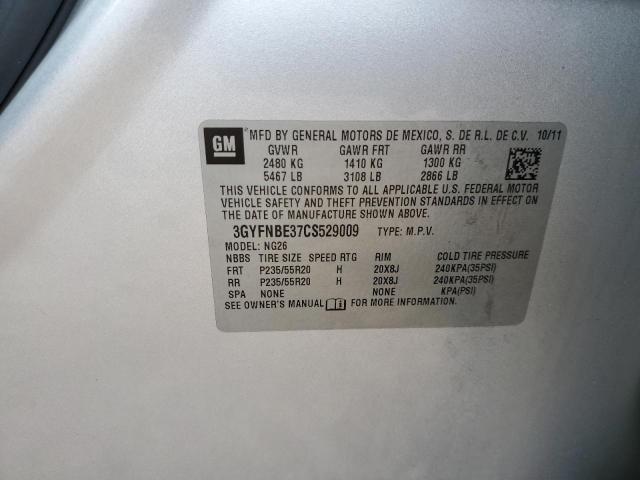 GM
MFD BY GENERAL MOTORS DE MEXICO, S. DE R.L. DE C.V. 10/11
GVWR GAWR FRT GAWR RR
2480 KG 1410 KG 1300 KG
5467 LB 3108 LB 2866 LB
THIS VEHICLE CONFORMS TO ALL APPLICABLE U.S. FEDERAL MOTOR
VEHICLE SAFETY AND THEFT PREVENTION STANDARDS IN EFFECT ON
THE DATE OF MANUFACTURE SHOWN ABOVE.
3GYFNBE37CS529009 TYPE: M.P.V.
MODEL: NG26
NBBS TIRE SIZE SPEED RTG RIM COLD TIRE PRESSURE
FRT P235/55R20 H 20X8J 240KPA(35PSI)
RR P235/55R20 H 20X8J 240KPA(35PSI)
SPA NONE NONE KPA(PSI)
SEE OWNER'S MANUAL FOR MORE INFORMATION.